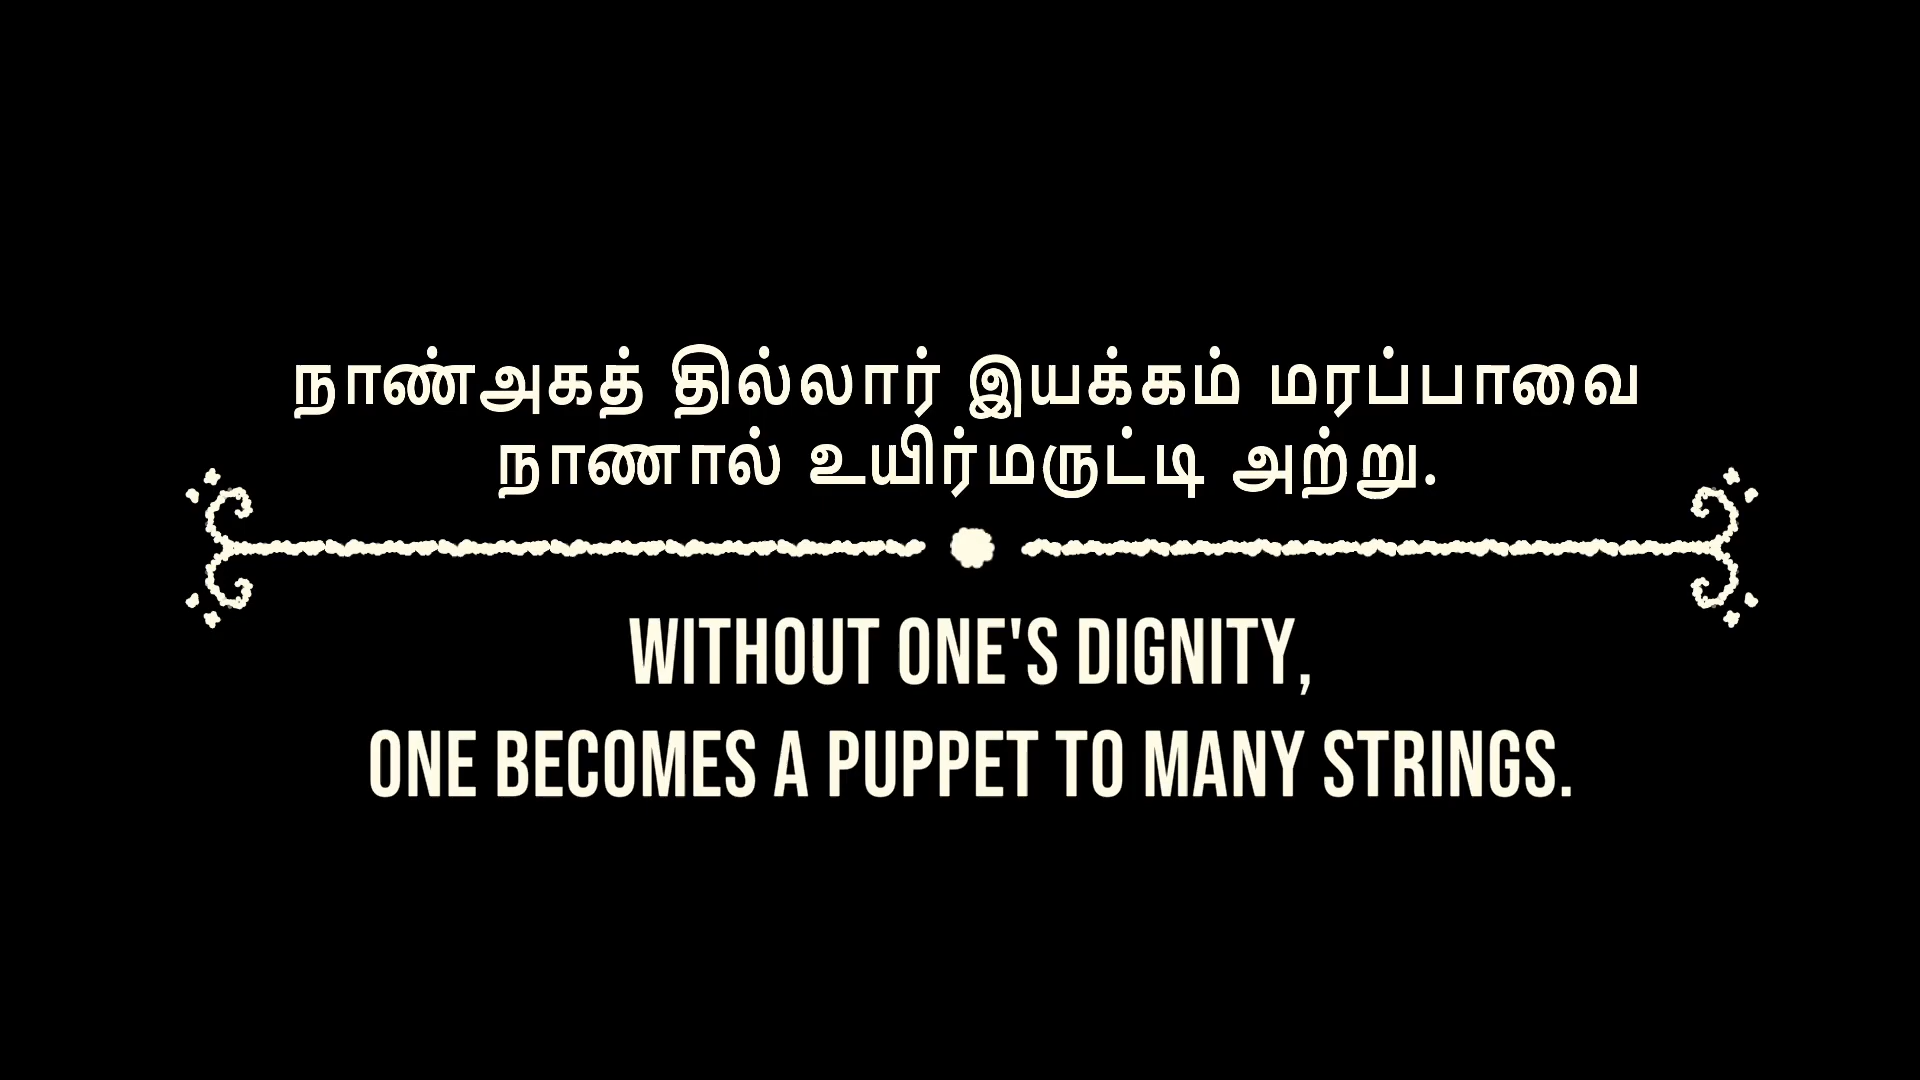 நாண்அகத் தில்லார் இயக்கம் மரப்பாவை
நாணால் உயிர்மருட்டி அற்று.
WITHOUT ONE'S DIGNITY,
ONE BECOMES A PUPPET TO MANY STRINGS.